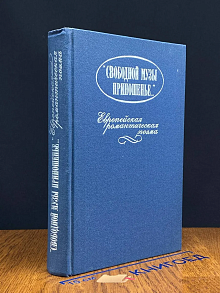 "СВОБОДНОЙ МУЗЫ
ПРИНОШЕНЬЕ..."
Европейская
романтическая
поэма
"СВОБОДНОЙ МУЗЫ ПРИНОШЕНЬЕ..."
Европейская
романтическая
поэма